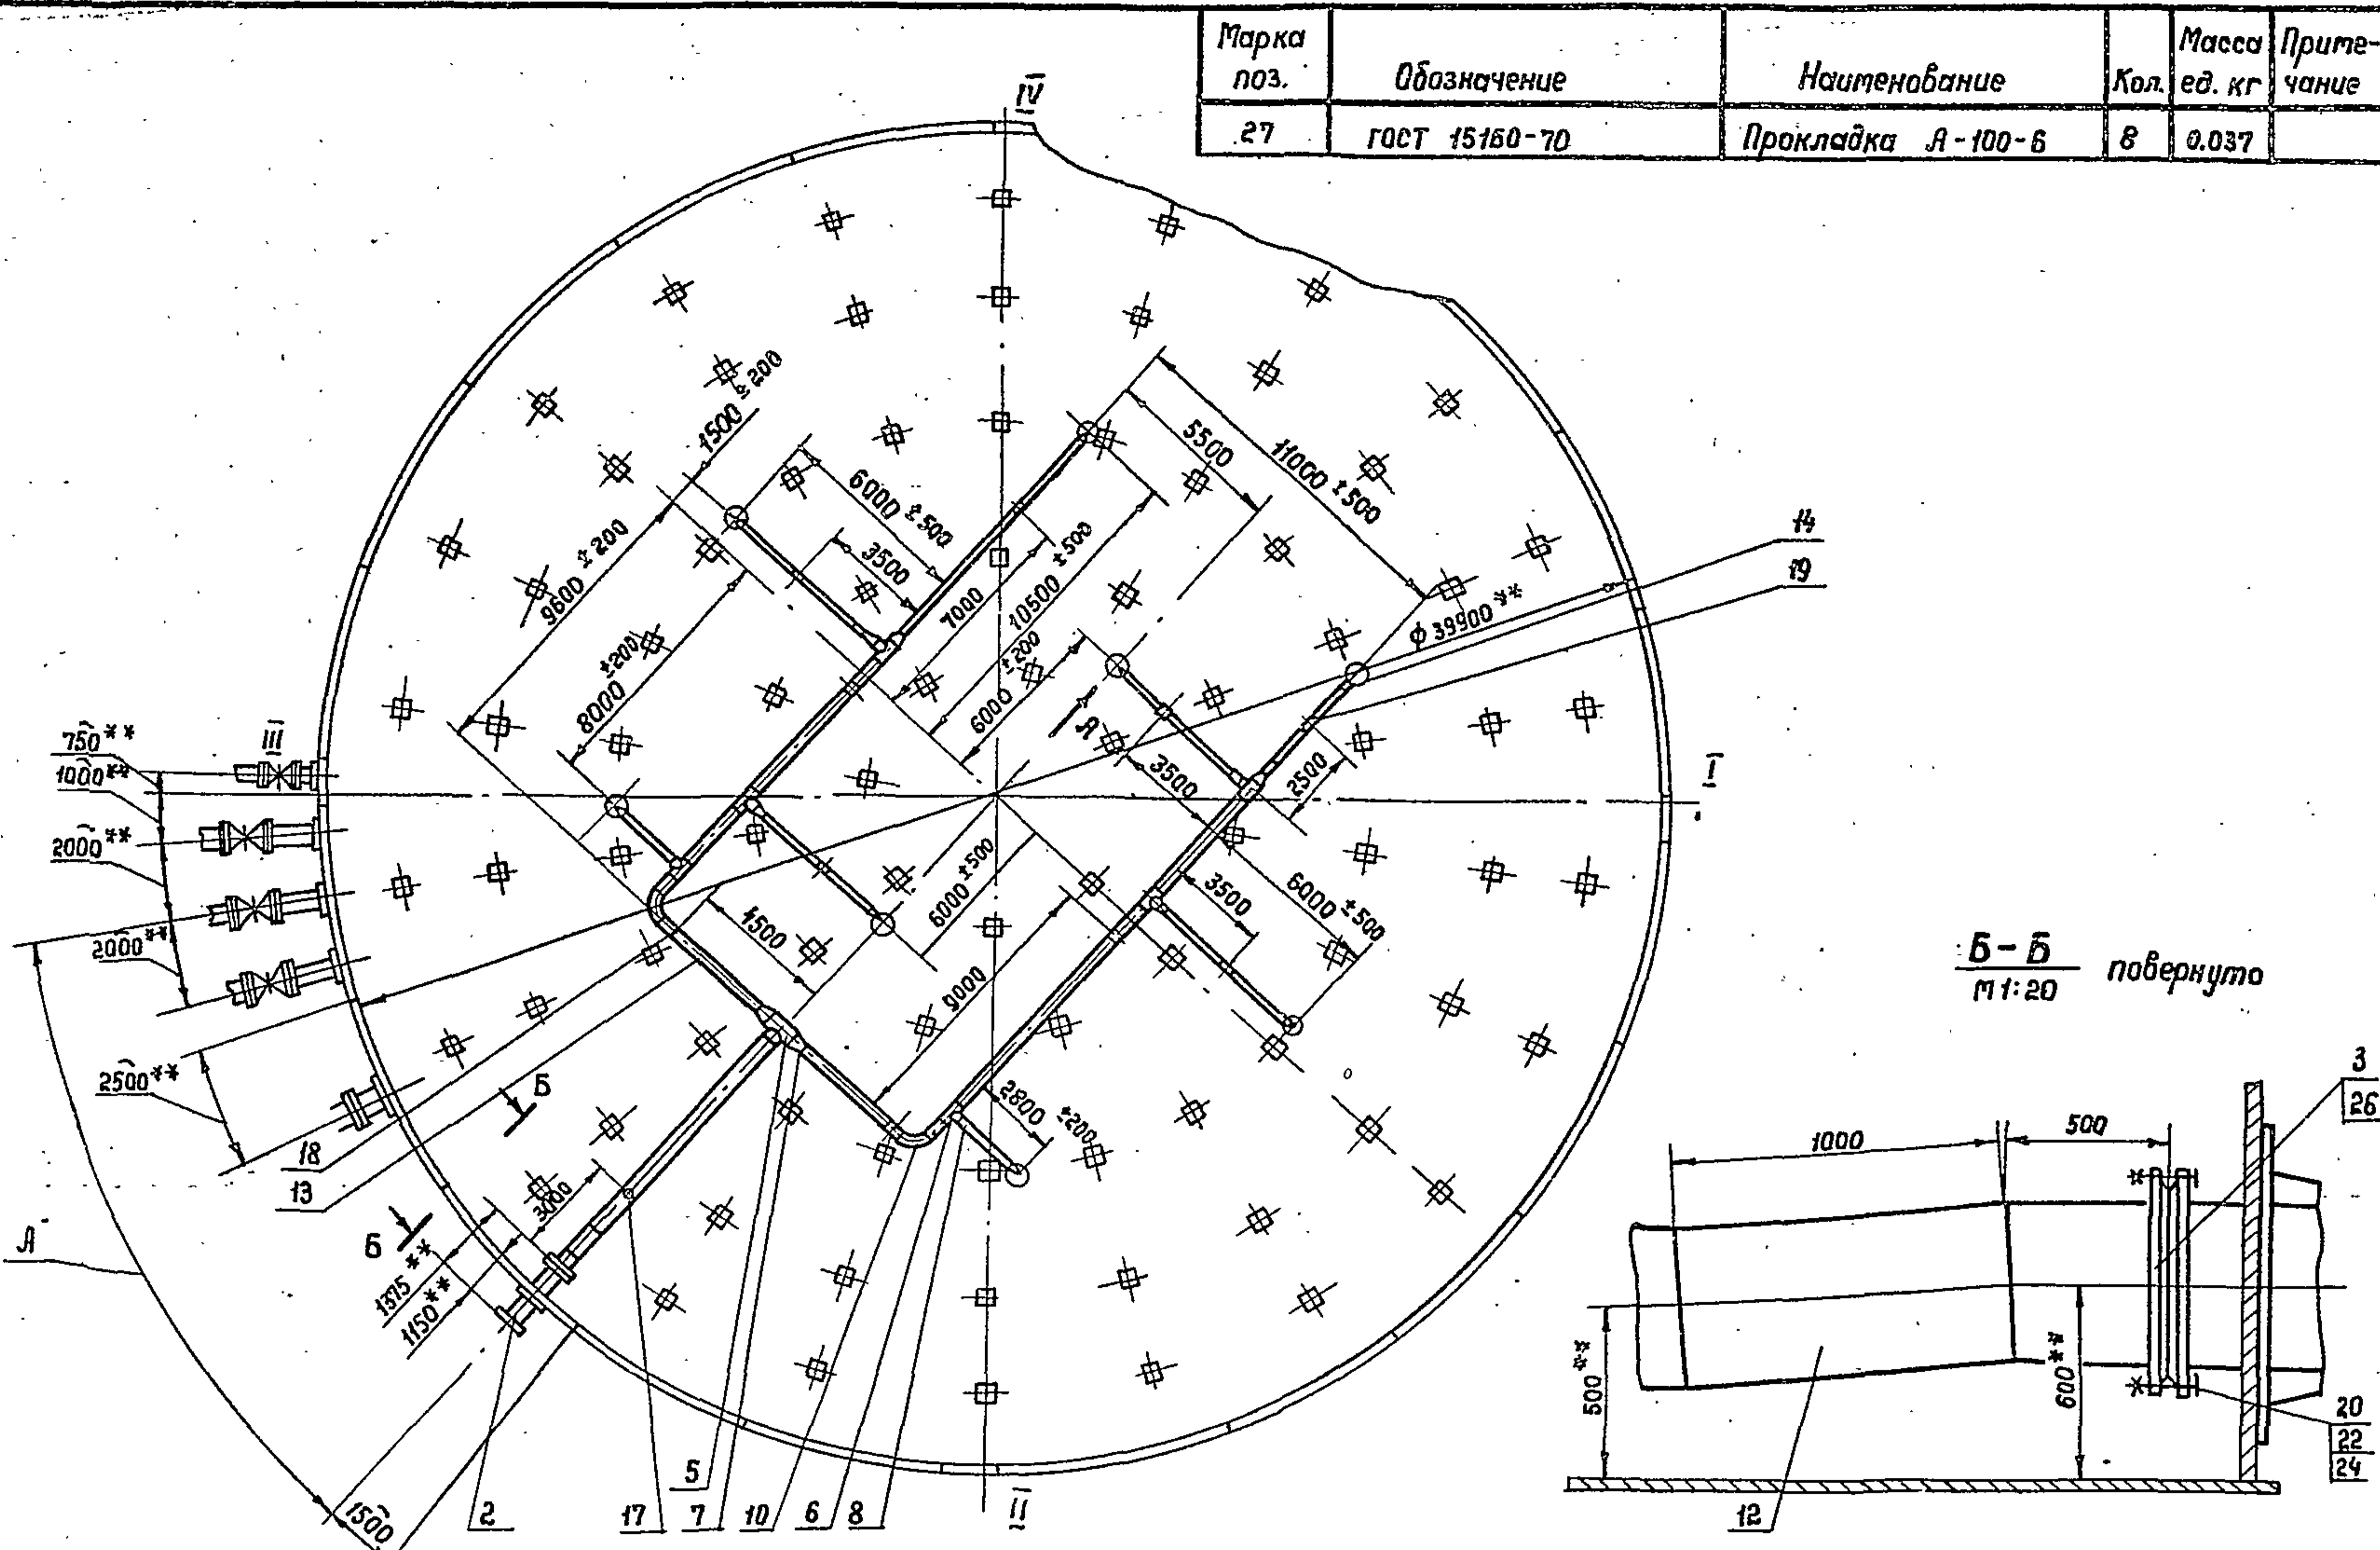 Марка поз.
Обозначение
Наименование
Кол.
Масса ед. кг
Приме-чание
27
ГОСТ 15180-70
Прокладка А-100-6
8
0.037
IV
1500 ±200
6000 ±500
3500
9600 ±200
8000 ±200
5500
11000 ±500
7000
10500 ±500
6000 ±200
А
ф 39900**
14
19
3500
2500
I
750**
1000**
2000**
2000**
III
2500**
4500
6000 ±500
9000
3500
6000 ±500
2800 ±200
18
13
Б
Б
3000
1375**
1150**
А
1500
2
5
17
7
10
6
8
II
Б-Б
М1:20
повернуто
1000
500
3
26
500**
600**
20
22
24
12